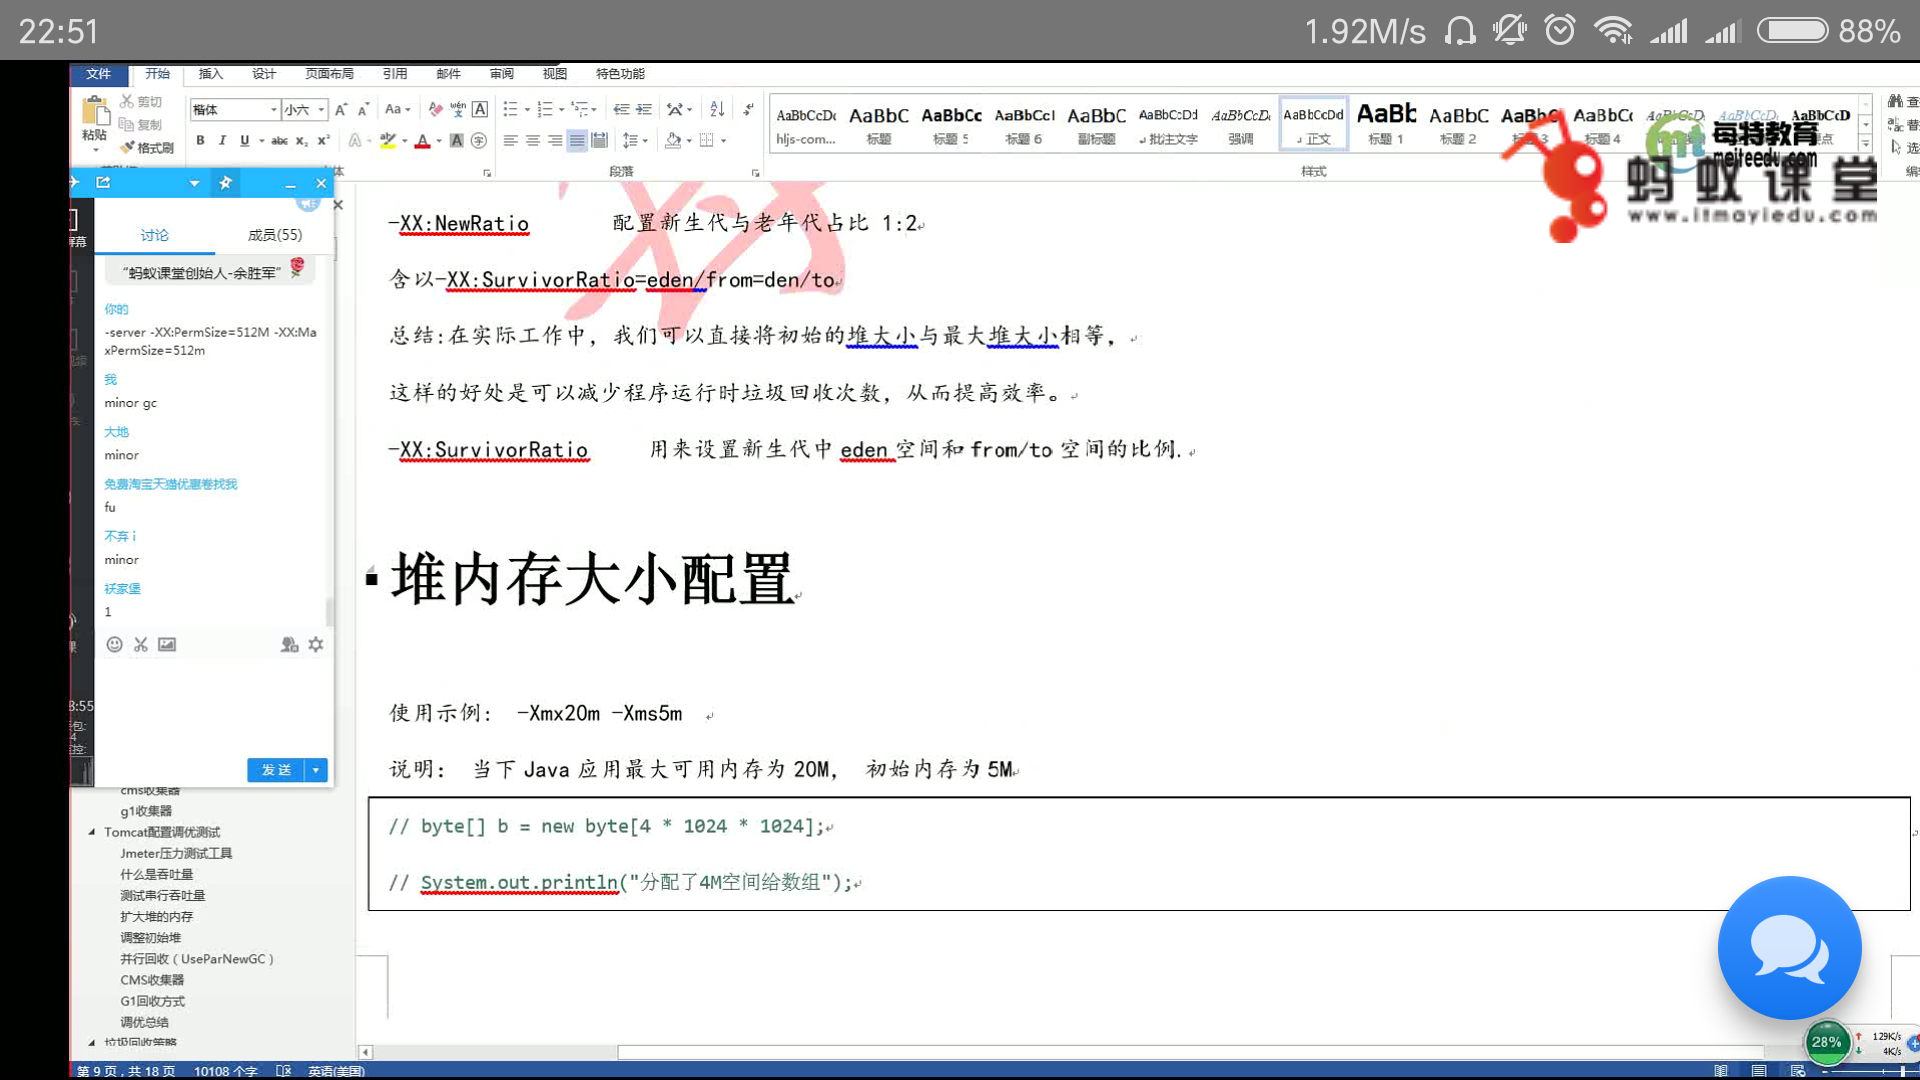 22:51
1.92M/s
88%
文件 开始 插入 设计 页面布局 引用 邮件 审阅 视图 特色功能
剪切
复制
粘贴
格式刷
楷体 小六
段落
AaBbCcDc hljs-com...
AaBbC 标题
AaBbCc 标题 5
AaBbCcI 标题 6
AaBbC 副标题
AaBbCcDd 批注文字
AaBbCcDd 强调
AaBbCcDd 正文
AaBb 标题 1
AaBbC 标题 2
AaBbC 标题 3
AaBbCc 标题 4
样式
每特教育
meiteedu.com
蚂蚁课堂
www.itmayiedu.com
讨论 成员(55)
“蚂蚁课堂创始人-余胜军”
你的
-server -XX:PermSize=512M -XX:Ma
xPermSize=512m
我
minor gc
大地
minor
免费淘宝天猫优惠卷找我
fu
不弃 i
minor
袄家堡
1
发送
cms收集器
g1收集器
Tomcat配置调优测试
Jmeter压力测试工具
什么是吞吐量
测试串行吞吐量
扩大堆的内存
调整初始堆
并行回收（UseParNewGC）
CMS收集器
G1回收方式
调优总结
垃圾回收策略
-XX:NewRatio 配置新生代与老年代占比 1:2
含以-XX:SurvivorRatio=eden/from=den/to
总结:在实际工作中，我们可以直接将初始的堆大小与最大堆大小相等，
这样的好处是可以减少程序运行时垃圾回收次数，从而提高效率。
-XX:SurvivorRatio 用来设置新生代中 eden 空间和 from/to 空间的比例.
堆内存大小配置
使用示例： -Xmx20m -Xms5m
说明： 当下 Java 应用最大可用内存为 20M， 初始内存为 5M
// byte[] b = new byte[4 * 1024 * 1024];
// System.out.println("分配了4M空间给数组");
28%
129K/s
4K/s
第 9 页，共 18 页 10108 个字 英语(美国)